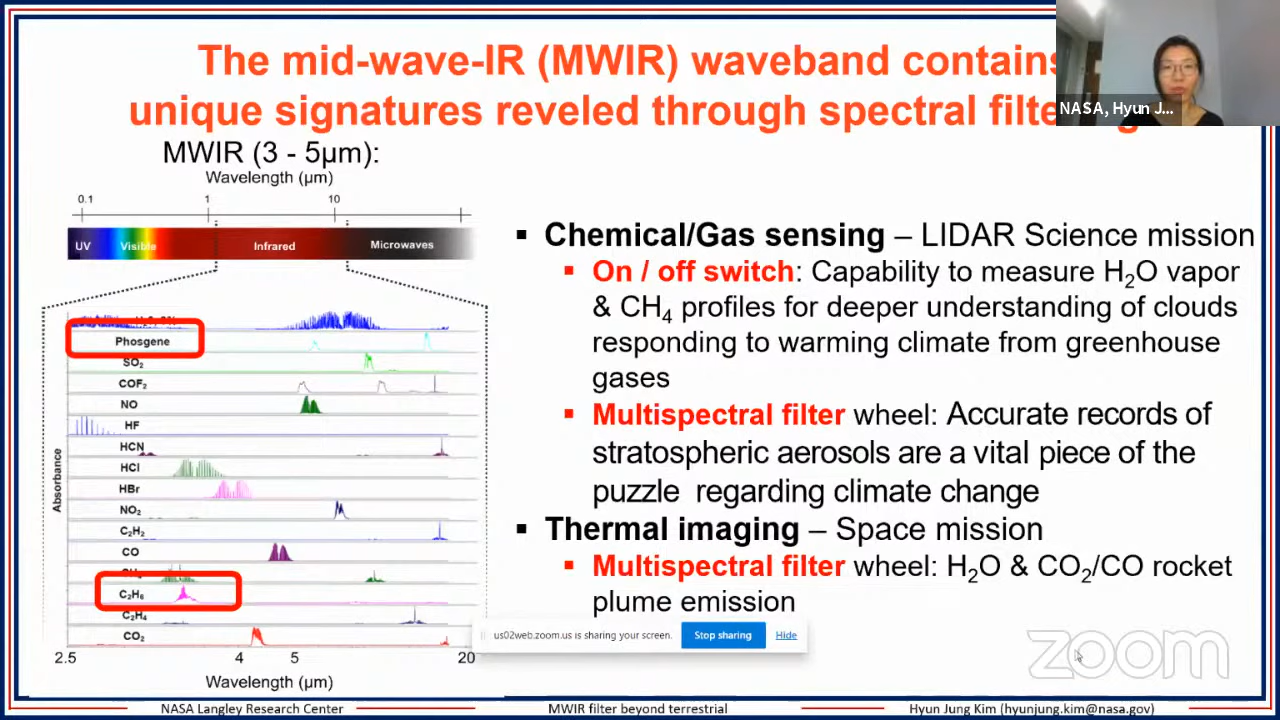 The mid-wave-IR (MWIR) waveband contains
unique signatures reveled through spectral filte g
NASA, Hyun J...
MWIR (3 - 5μm):
Wavelength (μm)
0.1 1 10
UV Visible Infrared Microwaves
Phosgene
SO₂
COF₂
NO
HF
HCN
HCl
HBr
NO₂
C₂H₂
CO
CH₄
C₂H₆
C₂H₄
CO₂
Absorbance
2.5 4 5 20
Wavelength (μm)
▪ Chemical/Gas sensing – LIDAR Science mission
▪ On / off switch: Capability to measure H₂O vapor
& CH₄ profiles for deeper understanding of clouds
responding to warming climate from greenhouse
gases
▪ Multispectral filter wheel: Accurate records of
stratospheric aerosols are a vital piece of the
puzzle regarding climate change
▪ Thermal imaging – Space mission
▪ Multispectral filter wheel: H₂O & CO₂/CO rocket
plume emission
us02web.zoom.us is sharing your screen. Stop sharing Hide
zoom
NASA Langley Research Center MWIR filter beyond terrestrial Hyun Jung Kim (hyunjung.kim@nasa.gov)